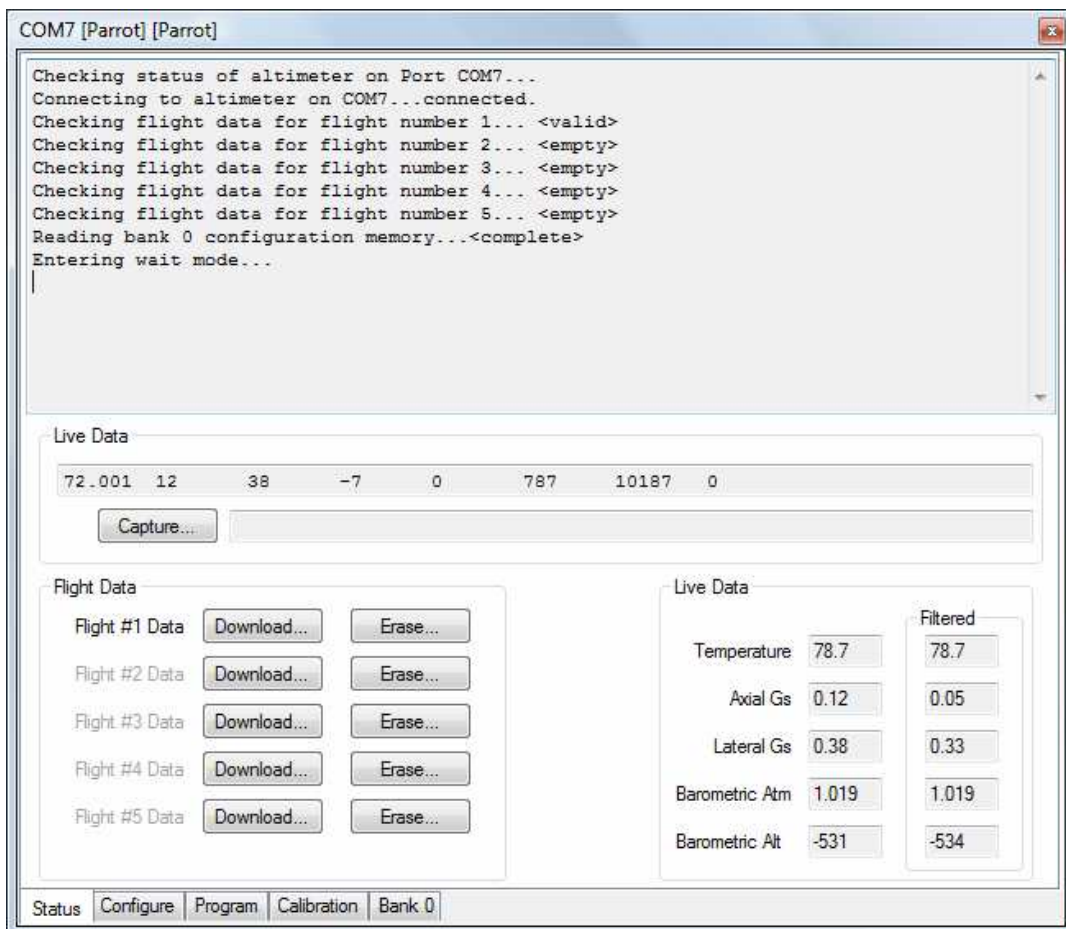 COM7 [Parrot] [Parrot]
Checking status of altimeter on Port COM7...
Connecting to altimeter on COM7...connected.
Checking flight data for flight number 1... <valid>
Checking flight data for flight number 2... <empty>
Checking flight data for flight number 3... <empty>
Checking flight data for flight number 4... <empty>
Checking flight data for flight number 5... <empty>
Reading bank 0 configuration memory...<complete>
Entering wait mode...
Live Data
72.001 12 38 -7 0 787 10187 0
Capture...
Flight Data
Flight #1 Data Download... Erase...
Flight #2 Data Download... Erase...
Flight #3 Data Download... Erase...
Flight #4 Data Download... Erase...
Flight #5 Data Download... Erase...
Live Data
Filtered
Temperature 78.7 78.7
Axial Gs 0.12 0.05
Lateral Gs 0.38 0.33
Barometric Atm 1.019 1.019
Barometric Alt -531 -534
Status Configure Program Calibration Bank 0